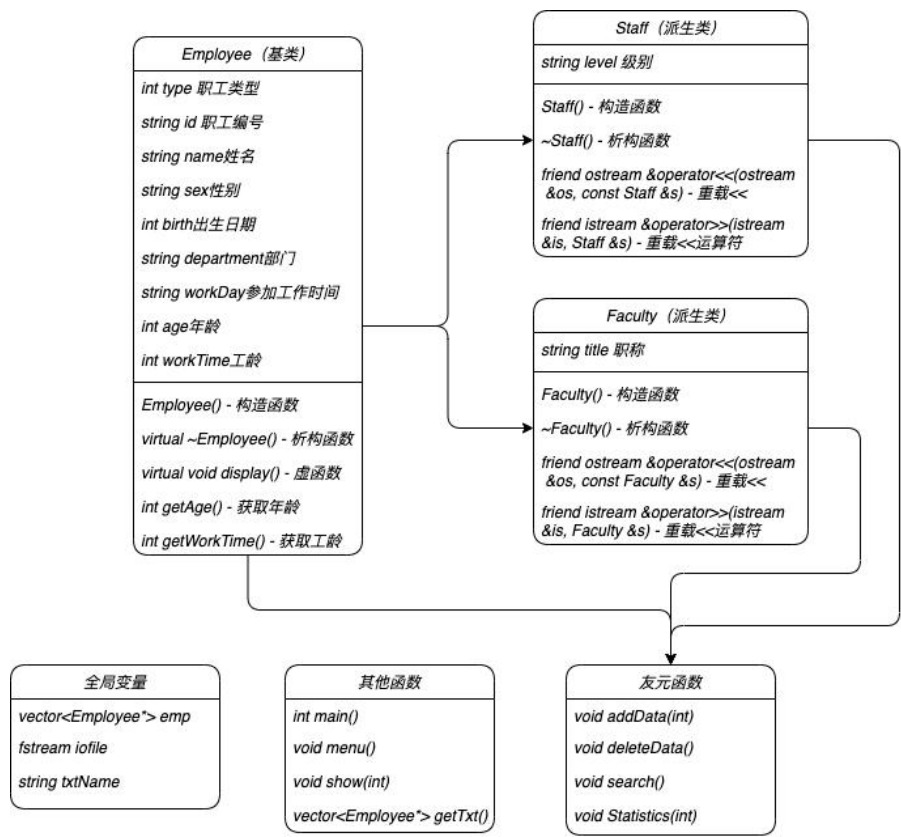 Employee（基类）
int type 职工类型
string id 职工编号
string name姓名
string sex性别
int birth出生日期
string department部门
string workDay参加工作时间
int age年龄
int workTime工龄
Employee() - 构造函数
virtual ~Employee() - 析构函数
virtual void display() - 虚函数
int getAge() - 获取年龄
int getWorkTime() - 获取工龄
Staff（派生类）
string level 级别
Staff() - 构造函数
~Staff() - 析构函数
friend ostream &operator<<(ostream
&os, const Staff &s) - 重载<<
friend istream &operator>>(istream
&is, Staff &s) - 重载<<运算符
Faculty（派生类）
string title 职称
Faculty() - 构造函数
~Faculty() - 析构函数
friend ostream &operator<<(ostream
&os, const Faculty &s) - 重载<<
friend istream &operator>>(istream
&is, Faculty &s) - 重载<<运算符
全局变量
vector<Employee*> emp
fstream iofile
string txtName
其他函数
int main()
void menu()
void show(int)
vector<Employee*> getTxt()
友元函数
void addData(int)
void deleteData()
void search()
void Statistics(int)